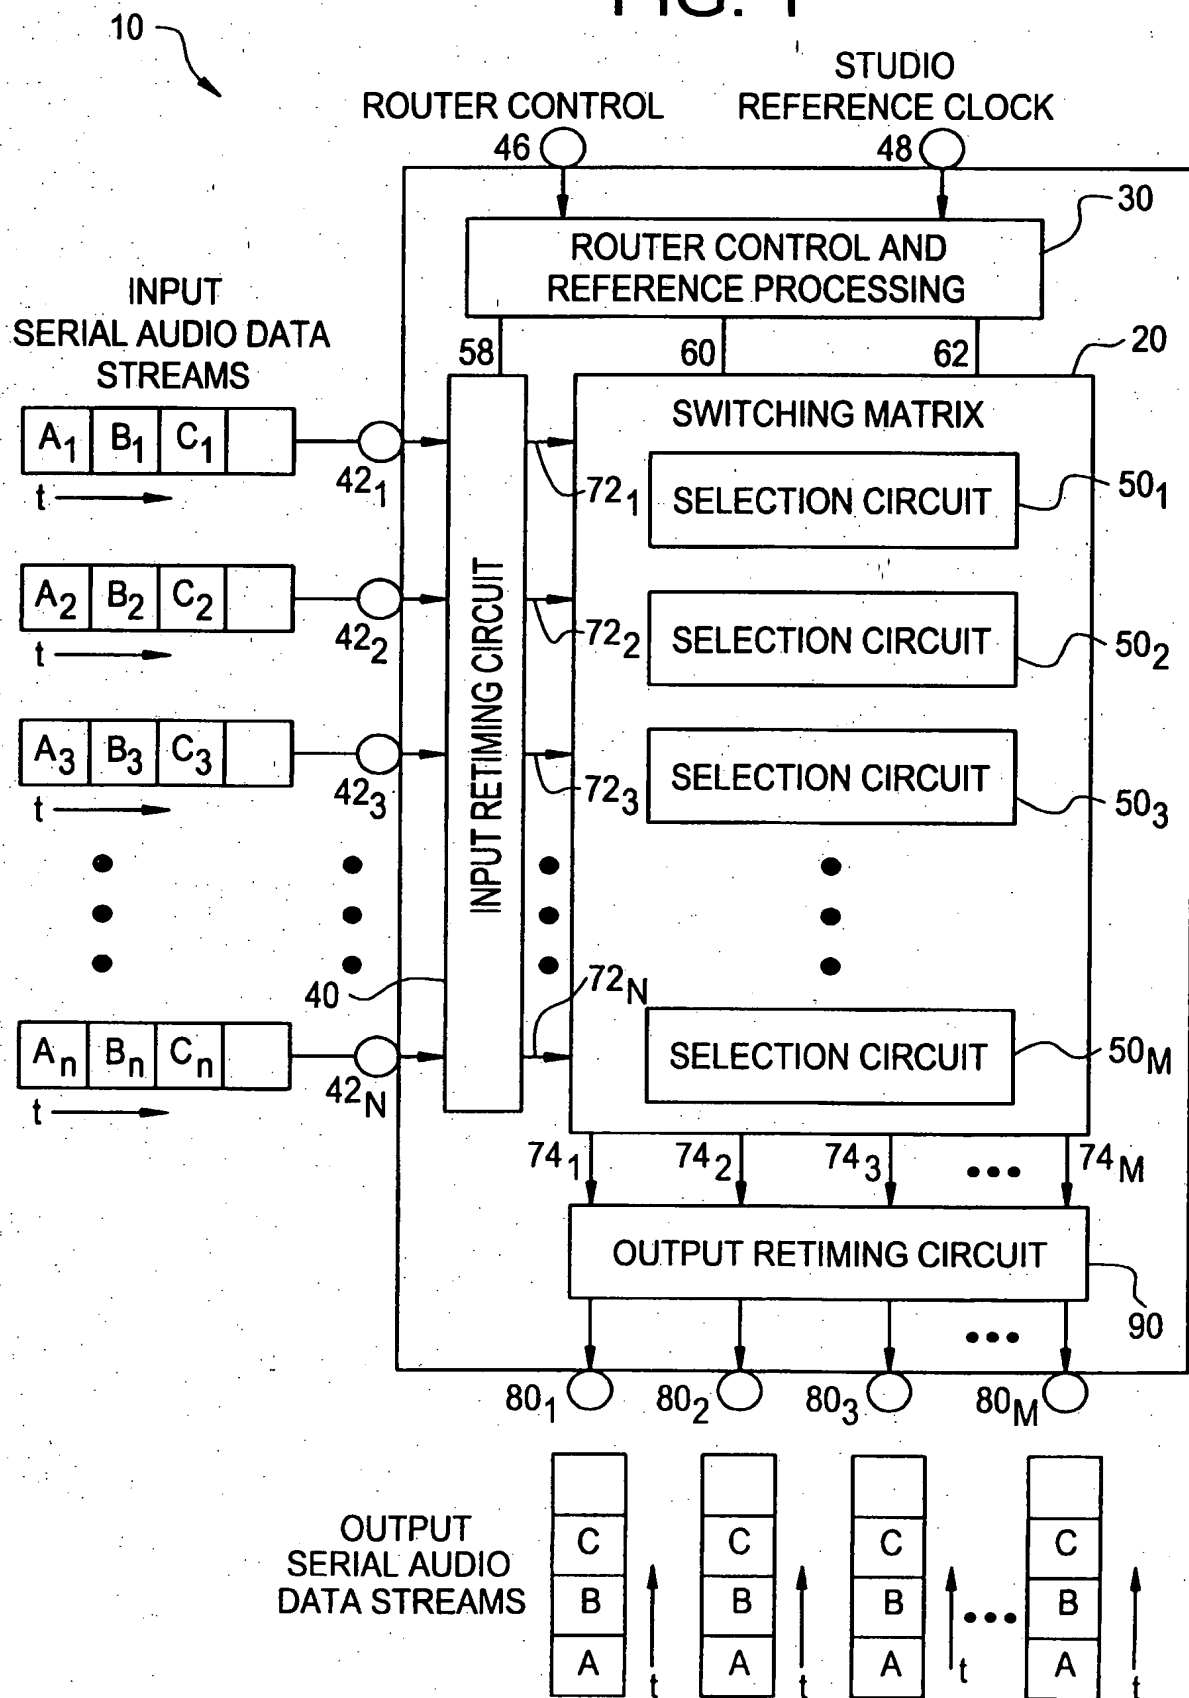 FIG. 1
10
ROUTER CONTROL
STUDIO
REFERENCE CLOCK
46
48
30
ROUTER CONTROL AND
REFERENCE PROCESSING
INPUT
SERIAL AUDIO DATA
STREAMS
58
60
62
20
SWITCHING MATRIX
A1 B1 C1
t
421
721
SELECTION CIRCUIT
501
A2 B2 C2
t
422
722
SELECTION CIRCUIT
502
A3 B3 C3
t
423
723
SELECTION CIRCUIT
503
INPUT RETIMING CIRCUIT
40
An Bn Cn
t
42N
72N
SELECTION CIRCUIT
50M
741
742
743
74M
OUTPUT RETIMING CIRCUIT
90
801
802
803
80M
OUTPUT
SERIAL AUDIO
DATA STREAMS
C C C C
B B B B
A A A A
t t t t